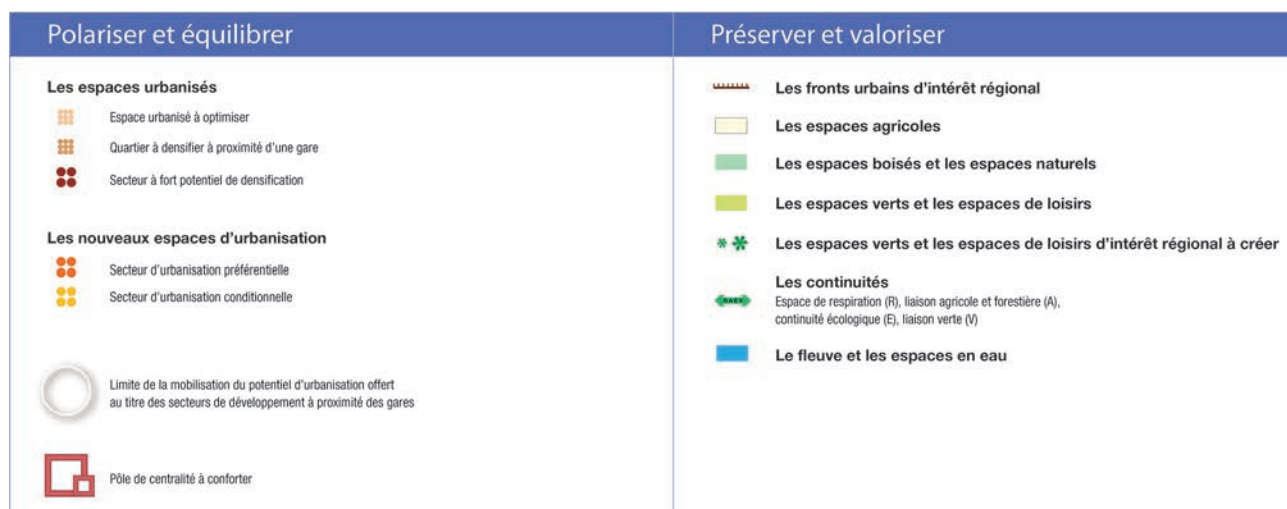 Polariser et équilibrer
Les espaces urbanisés
Espace urbanisé à optimiser
Quartier à densifier à proximité d'une gare
Secteur à fort potentiel de densification
Les nouveaux espaces d'urbanisation
Secteur d'urbanisation préférentielle
Secteur d'urbanisation conditionnelle
Limite de la mobilisation du potentiel d'urbanisation offert
au titre des secteurs de développement à proximité des gares
Pôle de centralité à conforter
Préserver et valoriser
Les fronts urbains d'intérêt régional
Les espaces agricoles
Les espaces boisés et les espaces naturels
Les espaces verts et les espaces de loisirs
Les espaces verts et les espaces de loisirs d'intérêt régional à créer
Les continuités
Espace de respiration (R), liaison agricole et forestière (A),
continuité écologique (E), liaison verte (V)
Le fleuve et les espaces en eau